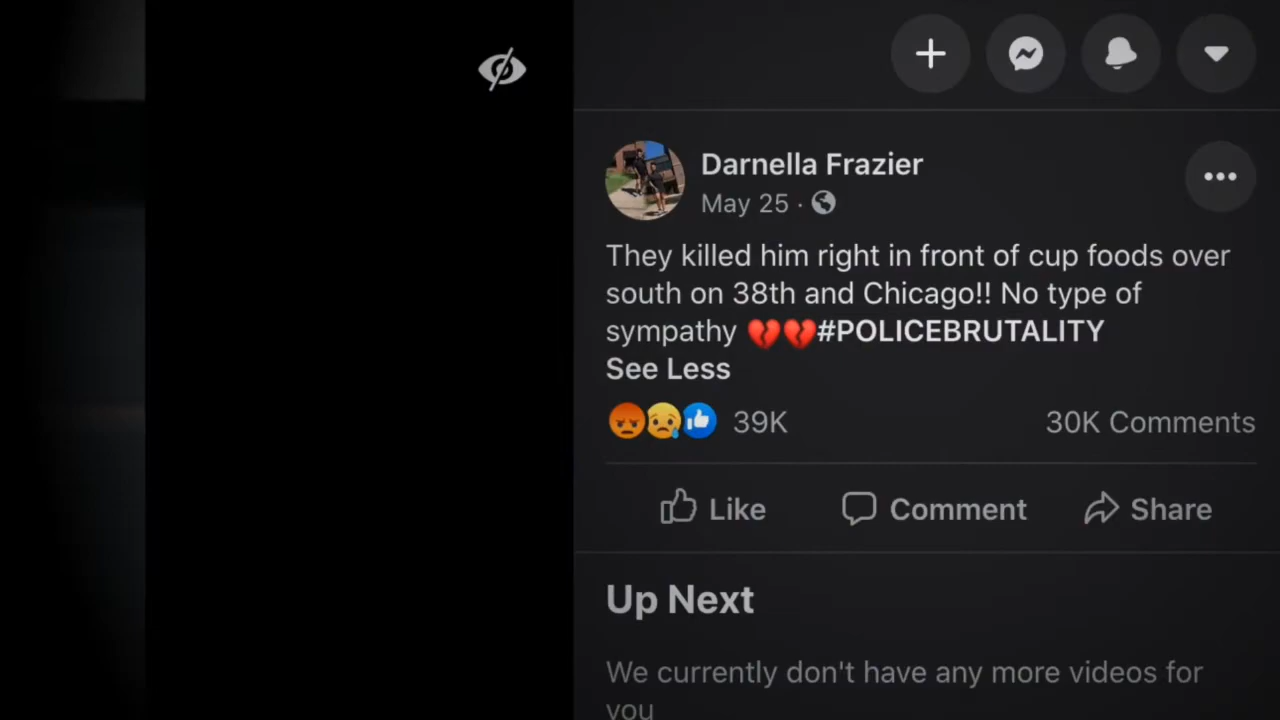 Darnella Frazier
May 25 ·
They killed him right in front of cup foods over
south on 38th and Chicago!! No type of
sympathy 💔💔#POLICEBRUTALITY
See Less
39K
30K Comments
Like
Comment
Share
Up Next
We currently don't have any more videos for
you